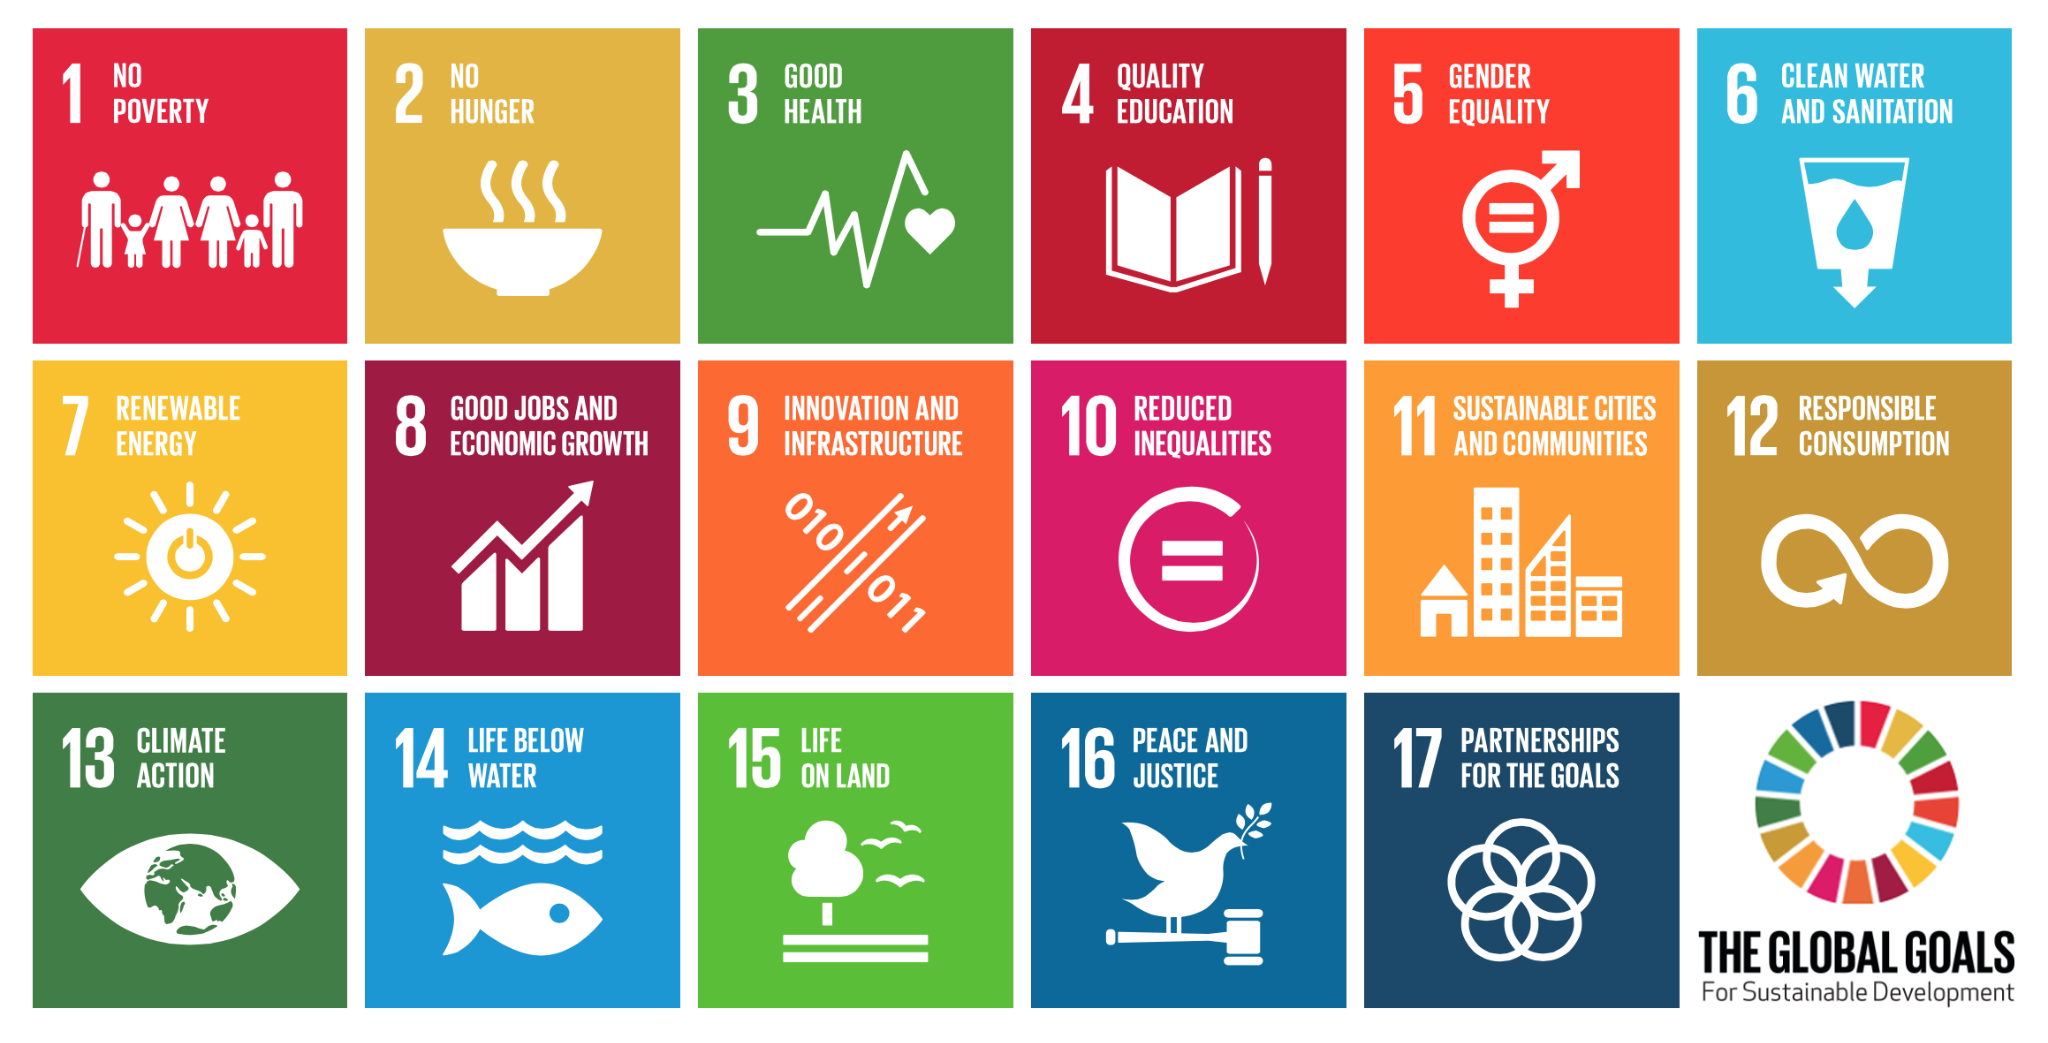 1 NO
POVERTY
2 NO
HUNGER
3 GOOD
HEALTH
4 QUALITY
EDUCATION
5 GENDER
EQUALITY
6 CLEAN WATER
AND SANITATION
7 RENEWABLE
ENERGY
8 GOOD JOBS AND
ECONOMIC GROWTH
9 INNOVATION AND
INFRASTRUCTURE
010
011
10 REDUCED
INEQUALITIES
11 SUSTAINABLE CITIES
AND COMMUNITIES
12 RESPONSIBLE
CONSUMPTION
13 CLIMATE
ACTION
14 LIFE BELOW
WATER
15 LIFE
ON LAND
16 PEACE AND
JUSTICE
17 PARTNERSHIPS
FOR THE GOALS
THE GLOBAL GOALS
For Sustainable Development